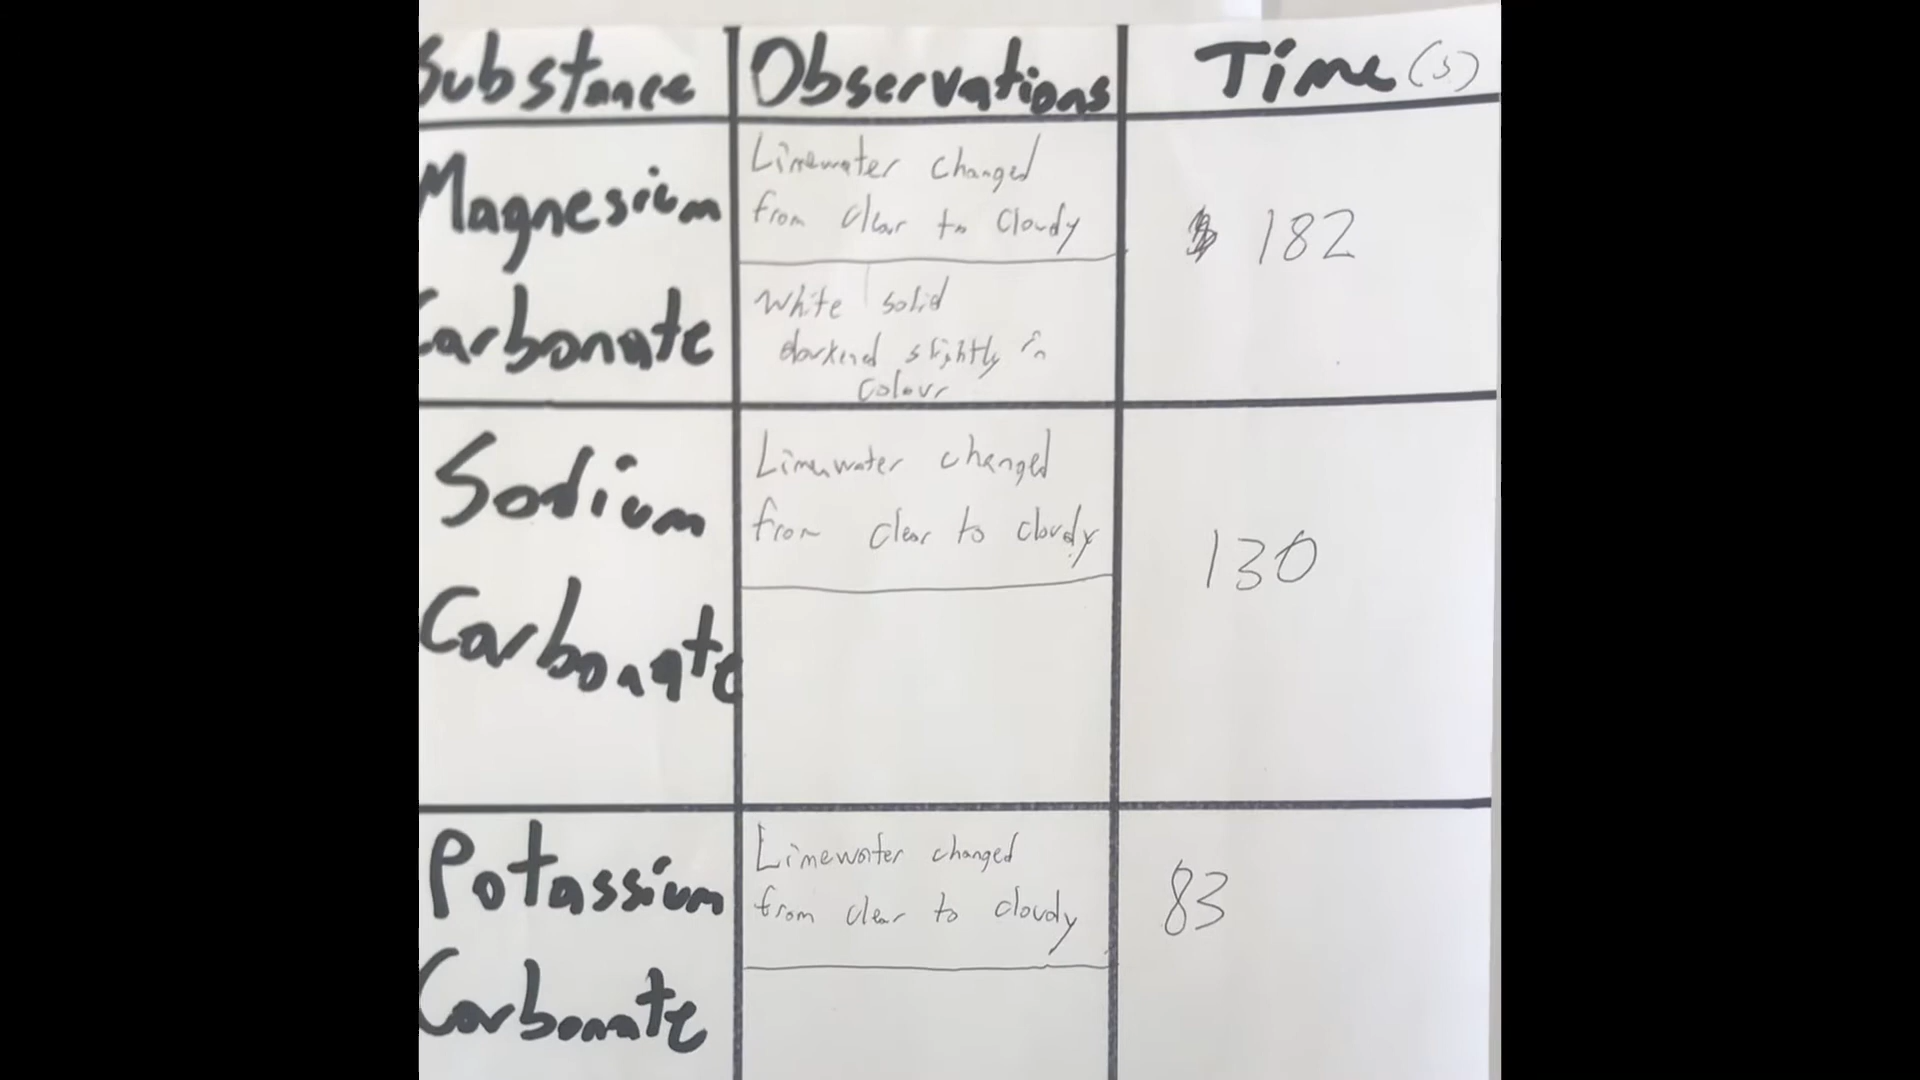 Substance
Observations
Time (s)
Magnesium
Carbonate
Limewater changed
from clear to cloudy
White solid
darkened slightly in
colour
182
Sodium
Carbonate
Limewater changed
from clear to cloudy
130
Potassium
Carbonate
Limewater changed
from clear to cloudy
83